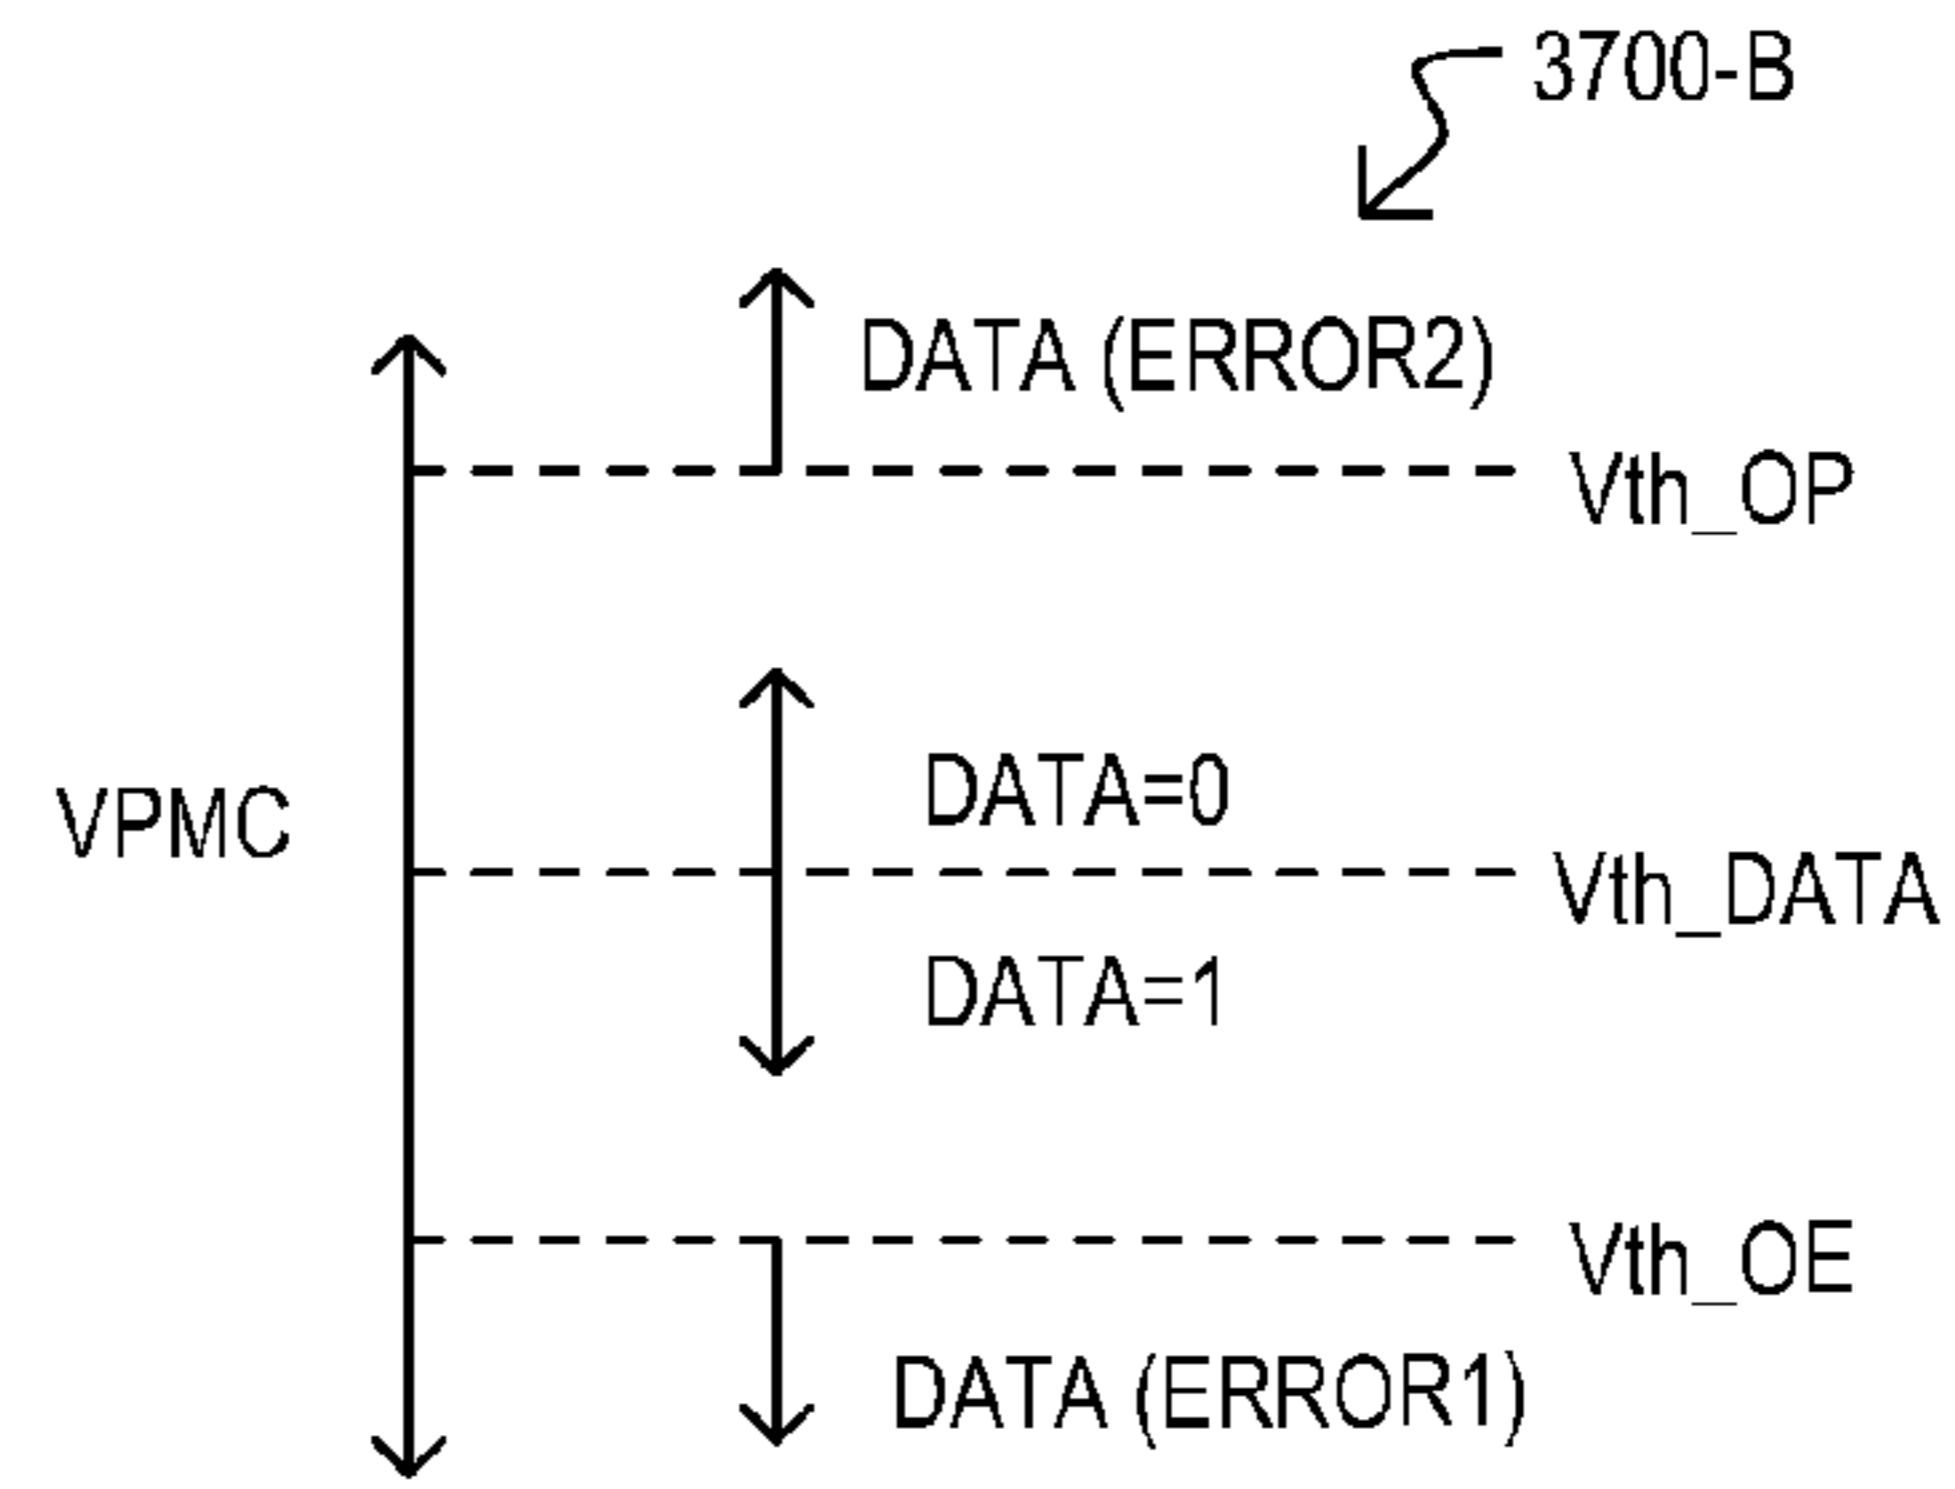 3700-B
DATA (ERROR2)
Vth_OP
DATA=0
VPMC
Vth_DATA
DATA=1
Vth_OE
DATA (ERROR1)